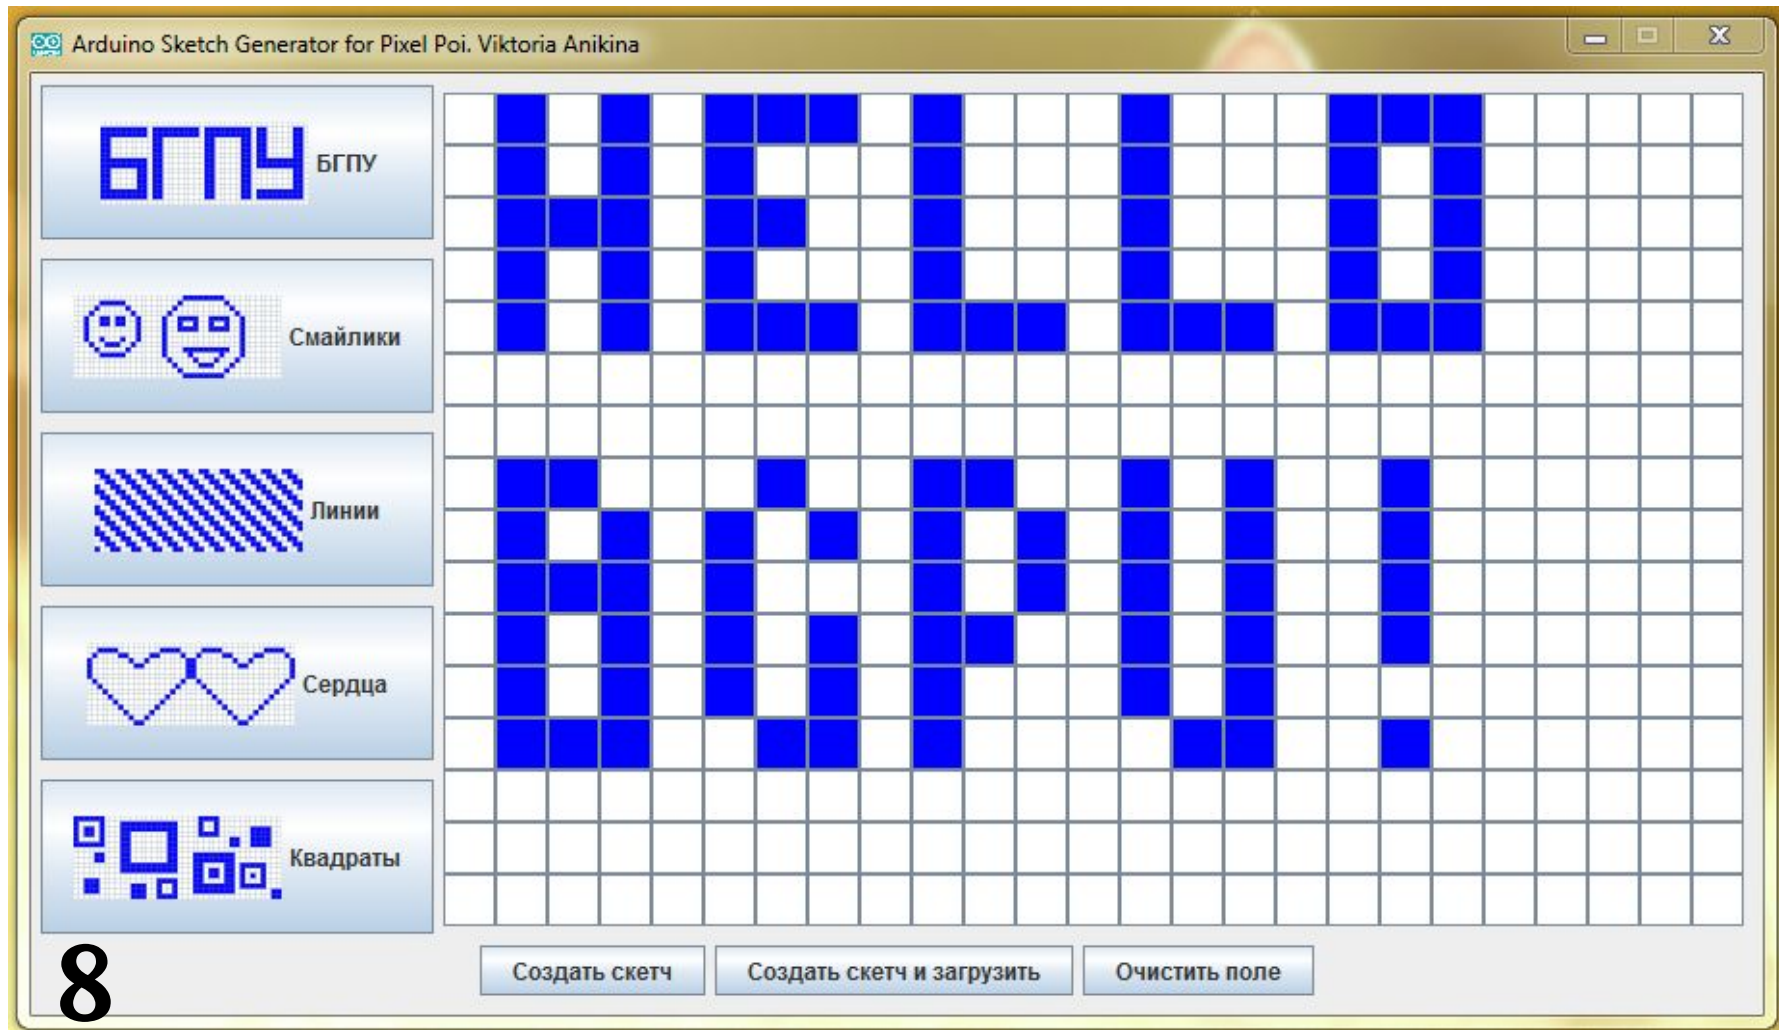 Arduino Sketch Generator for Pixel Poi. Viktoria Anikina
БГПУ БГПУ
Смайлики
Линии
Сердца
Квадраты
HELLO
BGPU!
Создать скетч
Создать скетч и загрузить
Очистить поле
8